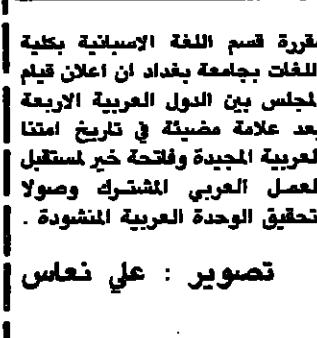 مقررة قسم اللغة الاسبانية بكلية
اللغات بجامعة بغداد ان اعلان قيام
المجلس بين الدول العربية الاربعة
يعد علامة مضيئة في تاريخ امتنا
العربية المجيدة وفاتحة خير لمستقبل
العمل العربي المشترك وصولا
لتحقيق الوحدة العربية المنشودة .
تصوير : علي نعاس